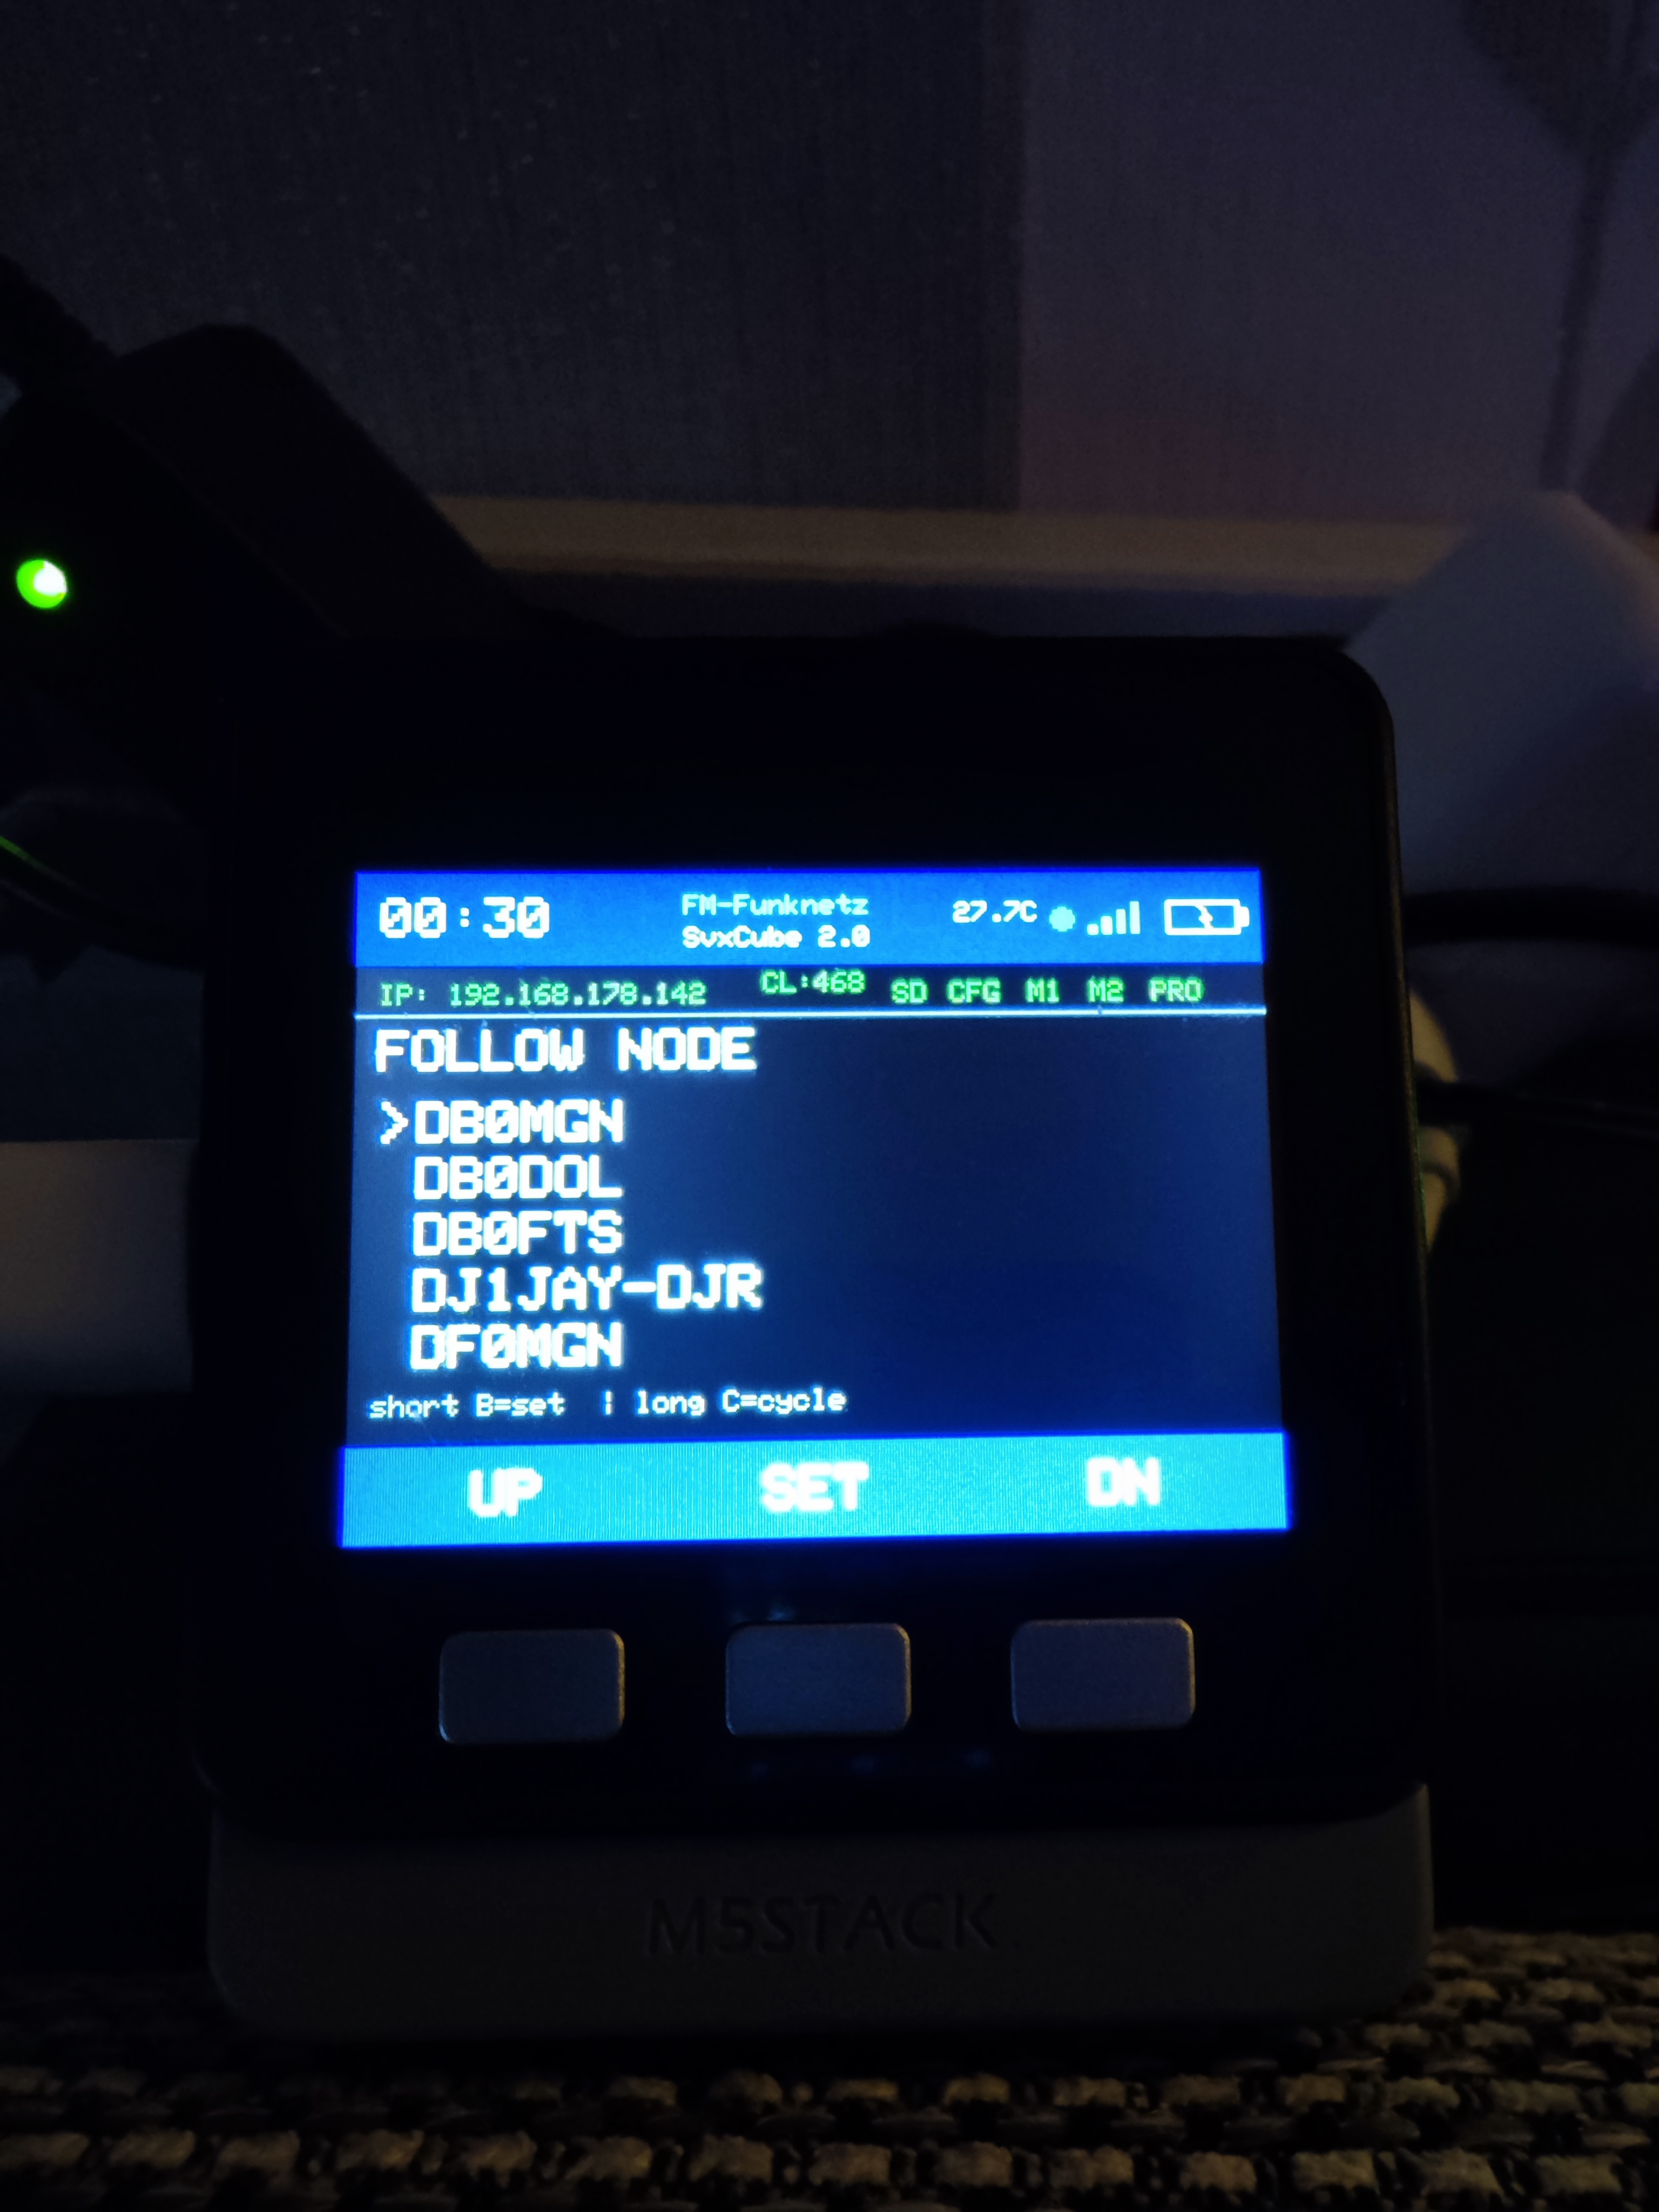 00:30
FM-Funknetz
SvxCube 2.0
27.7C
IP: 192.168.178.142 CL:468 SD CFG M1 M2 PRO
FOLLOW NODE
>DB0MGN
DB0DOL
DB0FTS
DJ1JAY-DJR
DF0MGN
short B=set | long C=cycle
UP SET DN
M5STACK